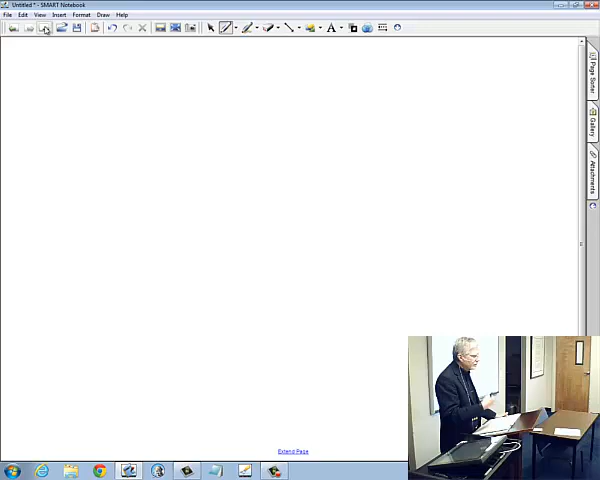 Untitled * - SMART Notebook
File Edit View Insert Format Draw Help
Page Sorter
Gallery
Attachments
Extend Page